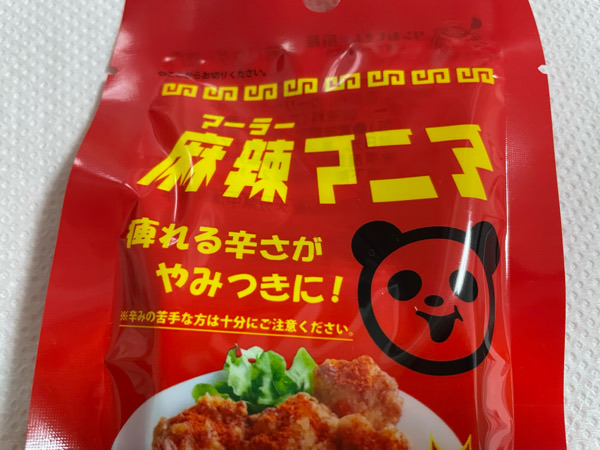 マーラー
麻辣マニア
痺れる辛さが
やみつきに!
※辛みの苦手な方は十分にご注意ください。